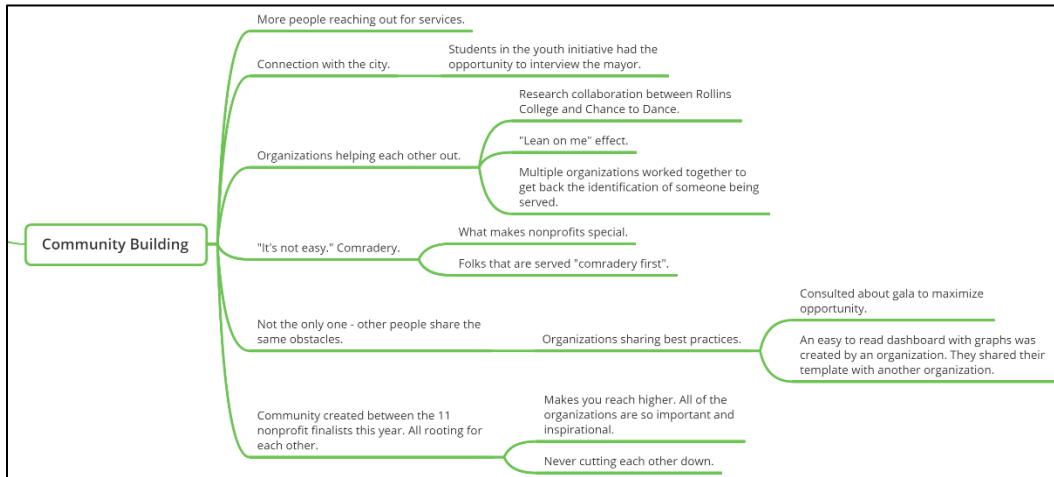 More people reaching out for services.
Connection with the city.
Students in the youth initiative had the
opportunity to interview the mayor.
Organizations helping each other out.
Research collaboration between Rollins
College and Chance to Dance.
"Lean on me" effect.
Multiple organizations worked together to
get back the identification of someone being
served.
Community Building
"It's not easy." Comradery.
What makes nonprofits special.
Folks that are served "comradery first".
Not the only one - other people share the
same obstacles.
Organizations sharing best practices.
Consulted about gala to maximize
opportunity.
An easy to read dashboard with graphs was
created by an organization. They shared their
template with another organization.
Community created between the 11
nonprofit finalists this year. All rooting for
each other.
Makes you reach higher. All of the
organizations are so important and
inspirational.
Never cutting each other down.